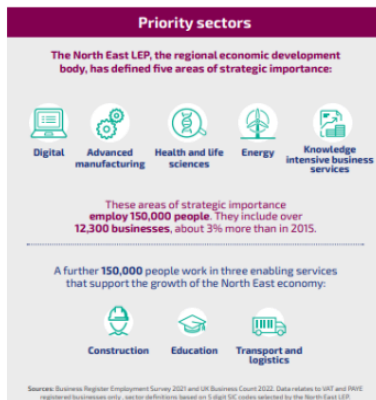 Priority sectors
The North East LEP, the regional economic development
body, has defined five areas of strategic importance:
Digital
Advanced
manufacturing
Health and life
sciences
Energy
Knowledge
intensive business
services
These areas of strategic importance
employ 150,000 people. They include over
12,300 businesses, about 3% more than in 2015.
A further 150,000 people work in three enabling services
that support the growth of the North East economy:
Construction
Education
Transport and
logistics
Sources: Business Register Employment Survey 2021 and UK Business Count 2022. Data relates to VAT and PAYE
registered businesses only , sector definitions based on 5 digit SIC codes selected by the North East LEP.